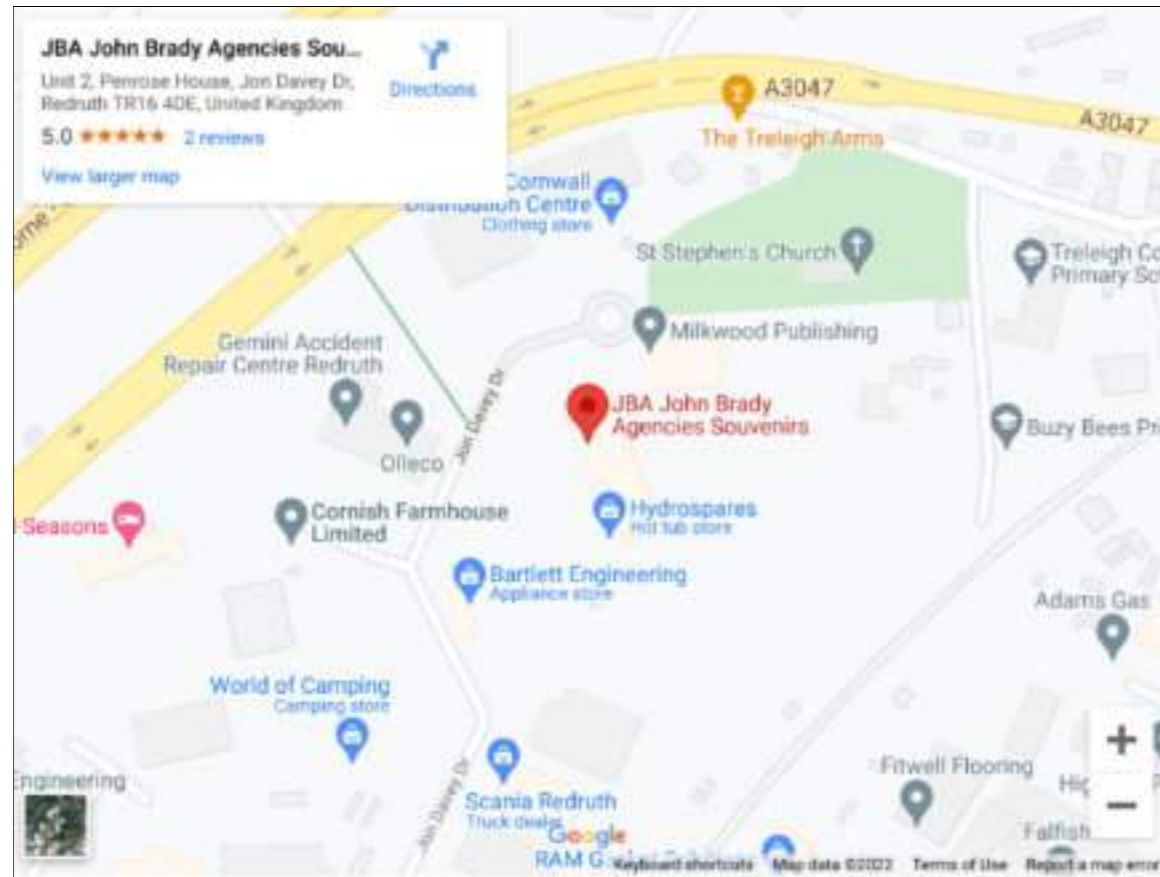 JBA John Brady Agencies Sou...
Unit 2, Penrose House, Jon Davey Dr,
Redruth TR16 4DE, United Kingdom
5.0 ★★★★★ 2 reviews
View larger map
Directions
A3047
A3047
The Treleigh Arms
Cornwall
Distribution Centre
Clothing store
St Stephen's Church
Treleigh Co
Primary Sc
Milkwood Publishing
Gemini Accident
Repair Centre Redruth
Jon Davey Dr
JBA John Brady
Agencies Souvenirs
Buzy Bees Pr
Olleco
Seasons
Cornish Farmhouse
Limited
Hydrospares
Hot tub store
Bartlett Engineering
Appliance store
Adams Gas
World of Camping
Camping store
Engineering
Jon Davey Dr
Scania Redruth
Truck dealer
Fitwell Flooring
Falfish
Google
RAM G
Keyboard shortcuts
Map data ©2022
Terms of Use
Report a map error